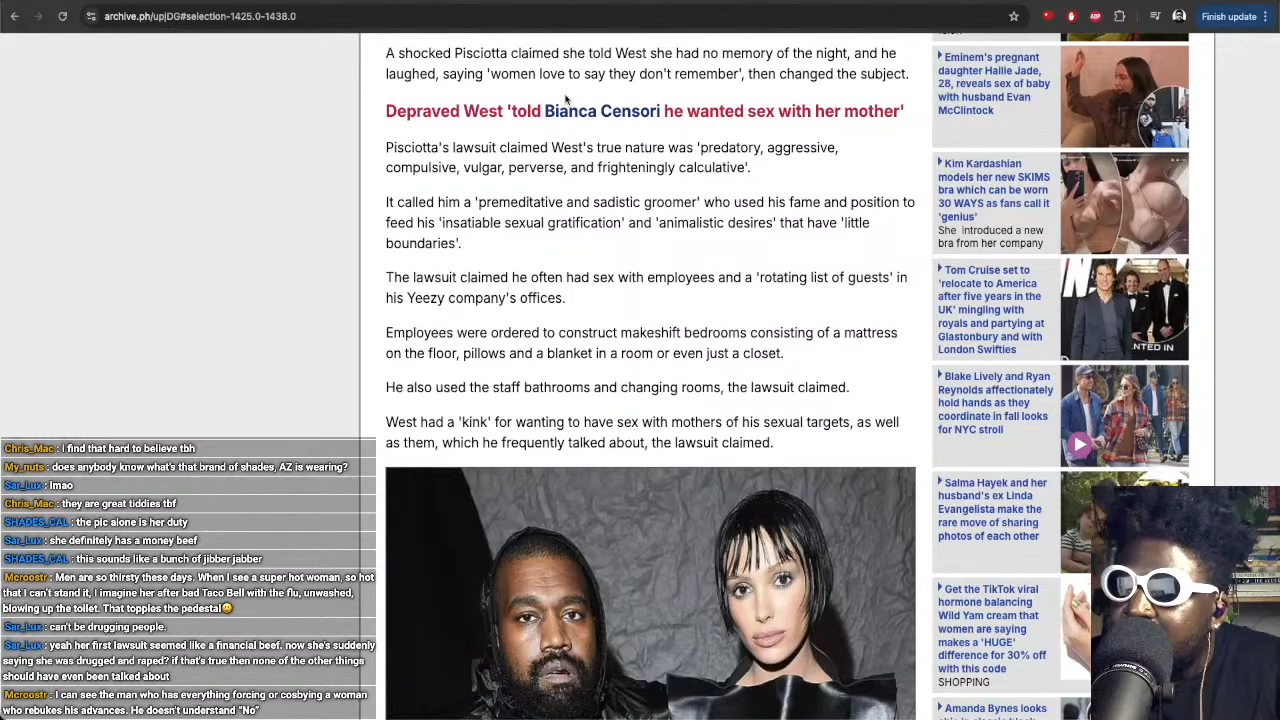 archive.ph/upJDG#selection-1425.0-1438.0
Finish update
A shocked Pisciotta claimed she told West she had no memory of the night, and he
laughed, saying 'women love to say they don't remember', then changed the subject.
Depraved West 'told Bianca Censori he wanted sex with her mother'
Pisciotta's lawsuit claimed West's true nature was 'predatory, aggressive,
compulsive, vulgar, perverse, and frighteningly calculative'.
It called him a 'premeditative and sadistic groomer' who used his fame and position to
feed his 'insatiable sexual gratification' and 'animalistic desires' that have 'little
boundaries'.
The lawsuit claimed he often had sex with employees and a 'rotating list of guests' in
his Yeezy company's offices.
Employees were ordered to construct makeshift bedrooms consisting of a mattress
on the floor, pillows and a blanket in a room or even just a closet.
He also used the staff bathrooms and changing rooms, the lawsuit claimed.
West had a 'kink' for wanting to have sex with mothers of his sexual targets, as well
as them, which he frequently talked about, the lawsuit claimed.
Eminem's pregnant
daughter Hailie Jade,
28, reveals sex of baby
with husband Evan
McClintock
Kim Kardashian
models her new SKIMS
bra which can be worn
30 WAYS as fans call it
'genius'
She introduced a new
bra from her company
Tom Cruise set to
'relocate to America
after five years in the
UK' mingling with
royals and partying at
Glastonbury and with
London Swifties
NTED IN
Blake Lively and Ryan
Reynolds affectionately
hold hands as they
coordinate in fall looks
for NYC stroll
Salma Hayek and her
husband's ex Linda
Evangelista make the
rare move of sharing
photos of each other
Get the TikTok viral
hormone balancing
Wild Yam cream that
women are saying
makes a 'HUGE'
difference for 30% off
with this code
SHOPPING
Amanda Bynes looks
Chris_Mac : I find that hard to believe tbh
My_nuts : does anybody know what's that brand of shades, AZ is wearing?
Sar_Lux : lmao
Chris_Mac : they are great tiddies tbf
SHADES_CAL : the pic alone is her duty
Sar_Lux : she definitely has a money beef
SHADES_CAL : this sounds like a bunch of jibber jabber
Mcroostr : Men are so thirsty these days. When I see a super hot woman, so hot
that I can't stand it, I imagine her after bad Taco Bell with the flu, unwashed,
blowing up the toilet. That topples the pedestal😀
Sar_Lux : can't be drugging people.
Sar_Lux : yeah her first lawsuit seemed like a financial beef. now she's suddenly
saying she was drugged and raped? if that's true then none of the other things
should have even been talked about
Mcroostr : I can see the man who has everything forcing or cosbying a woman
who rebukes his advances. He doesn't understand "No"